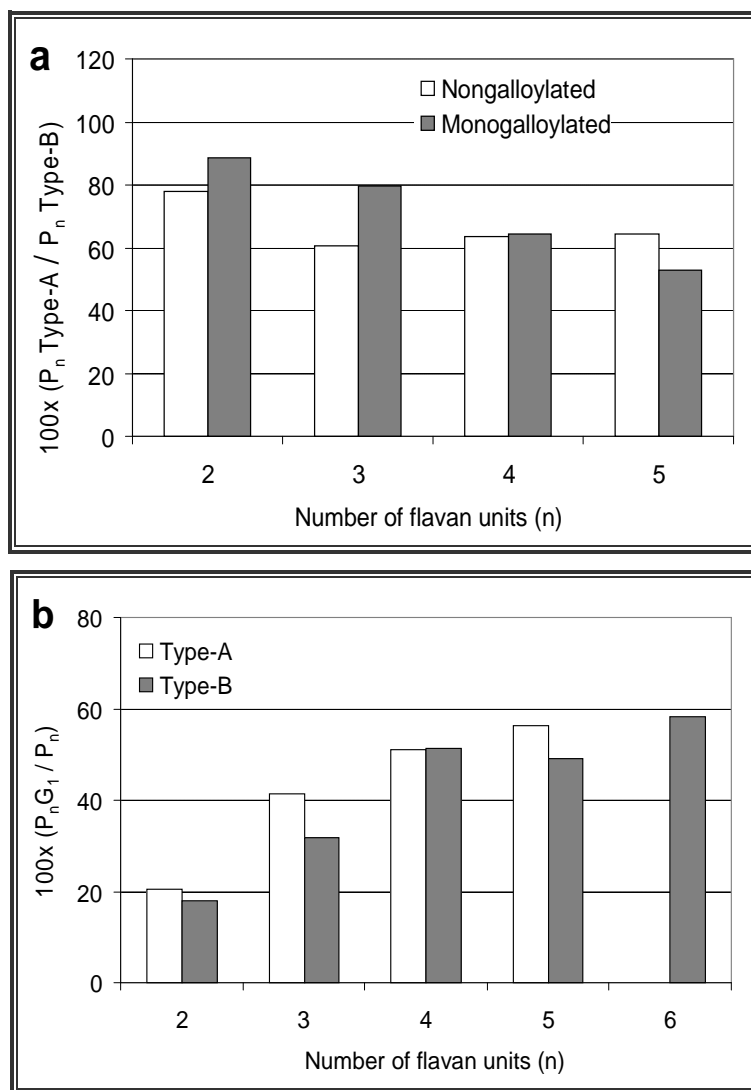 a
120
100
80
60
40
20
0
Nongalloylated
Monogalloylated
100x (Pn Type-A / Pn Type-B)
2 3 4 5
Number of flavan units (n)
b
80
60
40
20
0
Type-A
Type-B
100x (PnG1 / Pn)
2 3 4 5 6
Number of flavan units (n)